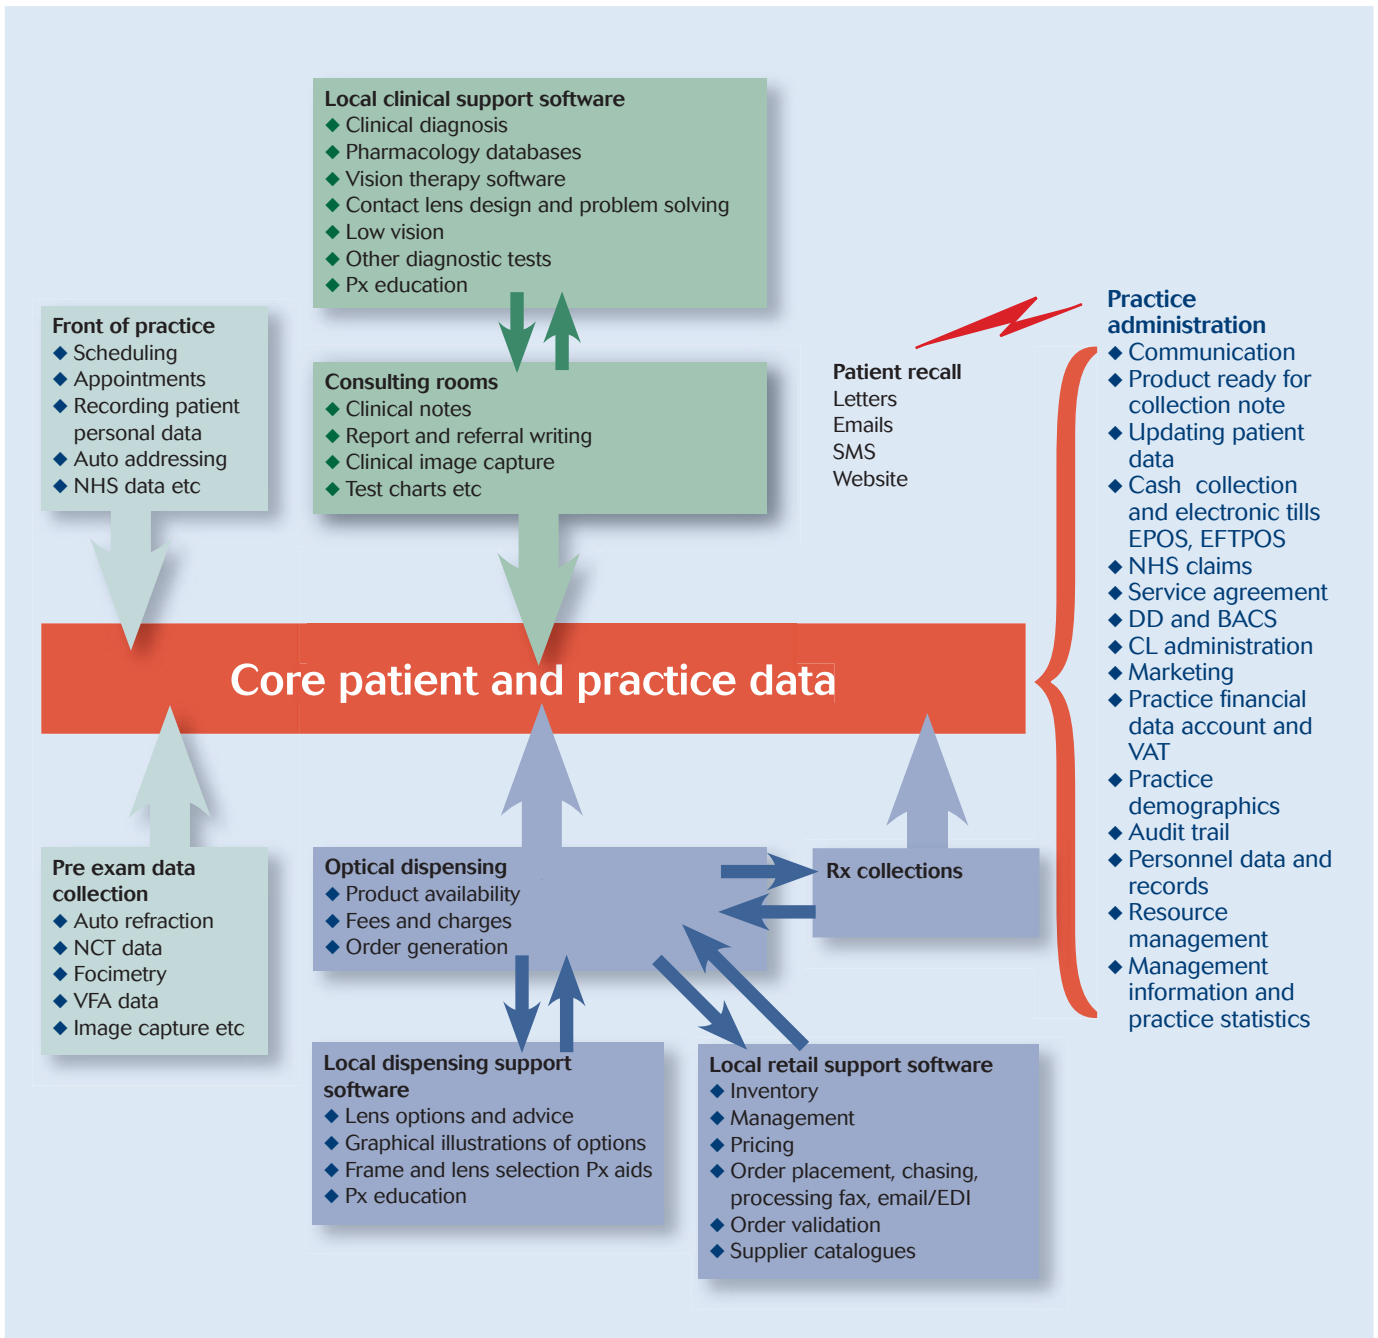 Local clinical support software
◆ Clinical diagnosis
◆ Pharmacology databases
◆ Vision therapy software
◆ Contact lens design and problem solving
◆ Low vision
◆ Other diagnostic tests
◆ Px education
Front of practice
◆ Scheduling
◆ Appointments
◆ Recording patient
personal data
◆ Auto addressing
◆ NHS data etc
Consulting rooms
◆ Clinical notes
◆ Report and referral writing
◆ Clinical image capture
◆ Test charts etc
Patient recall
Letters
Emails
SMS
Website
Practice
administration
◆ Communication
◆ Product ready for
collection note
◆ Updating patient
data
◆ Cash collection
and electronic tills
EPOS, EFTPOS
◆ NHS claims
◆ Service agreement
◆ DD and BACS
◆ CL administration
◆ Marketing
◆ Practice financial
data account and
VAT
◆ Practice
demographics
◆ Audit trail
◆ Personnel data and
records
◆ Resource
management
◆ Management
information and
practice statistics
Core patient and practice data
Pre exam data
collection
◆ Auto refraction
◆ NCT data
◆ Focimetry
◆ VFA data
◆ Image capture etc
Optical dispensing
◆ Product availability
◆ Fees and charges
◆ Order generation
Rx collections
Local dispensing support
software
◆ Lens options and advice
◆ Graphical illustrations of options
◆ Frame and lens selection Px aids
◆ Px education
Local retail support software
◆ Inventory
◆ Management
◆ Pricing
◆ Order placement, chasing,
processing fax, email/EDI
◆ Order validation
◆ Supplier catalogues